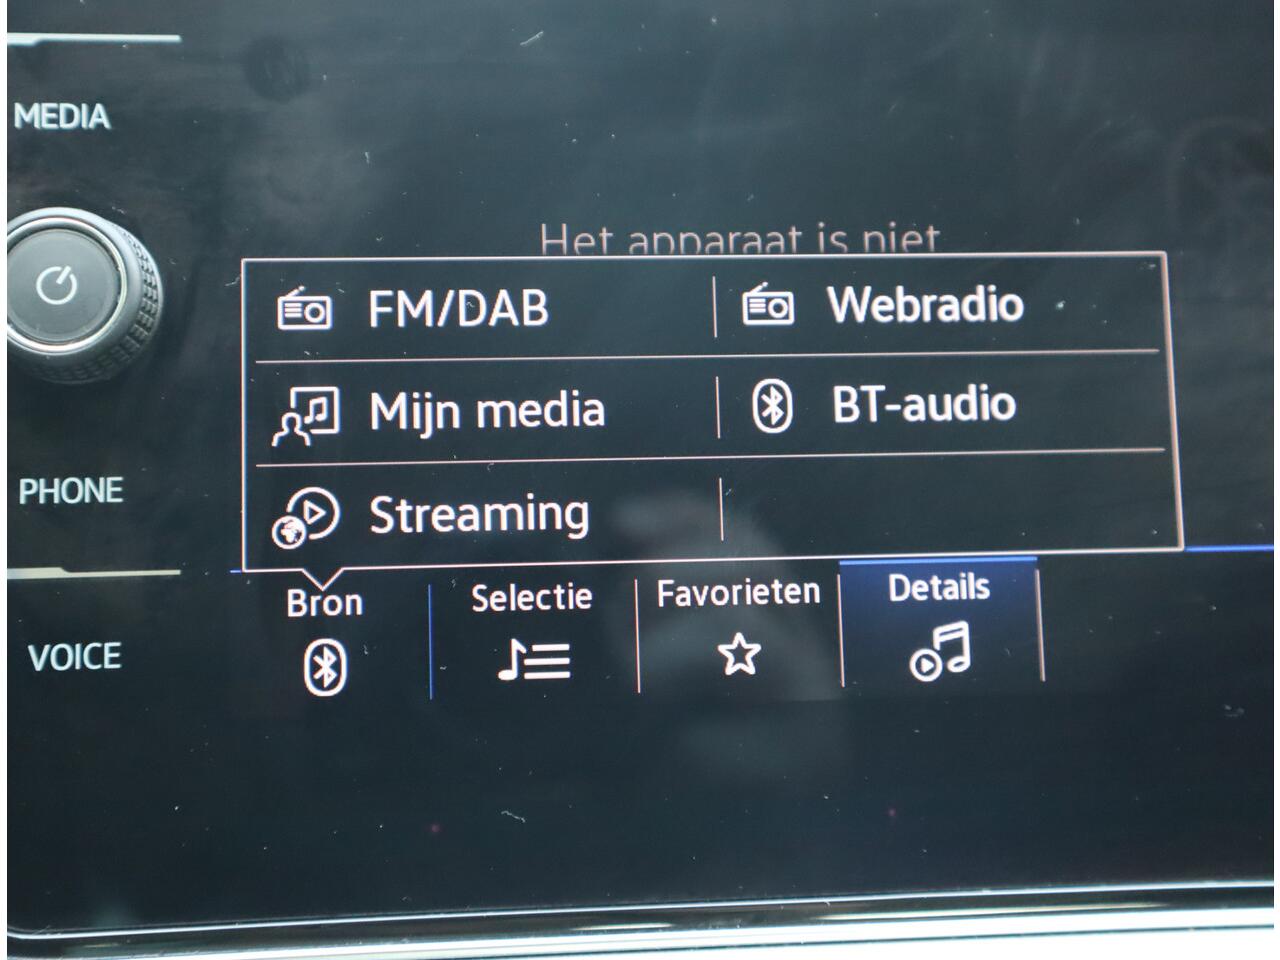 MEDIA
Het apparaat is niet
FM/DAB
Webradio
Mijn media
BT-audio
PHONE
Streaming
Bron
Selectie
Favorieten
Details
VOICE